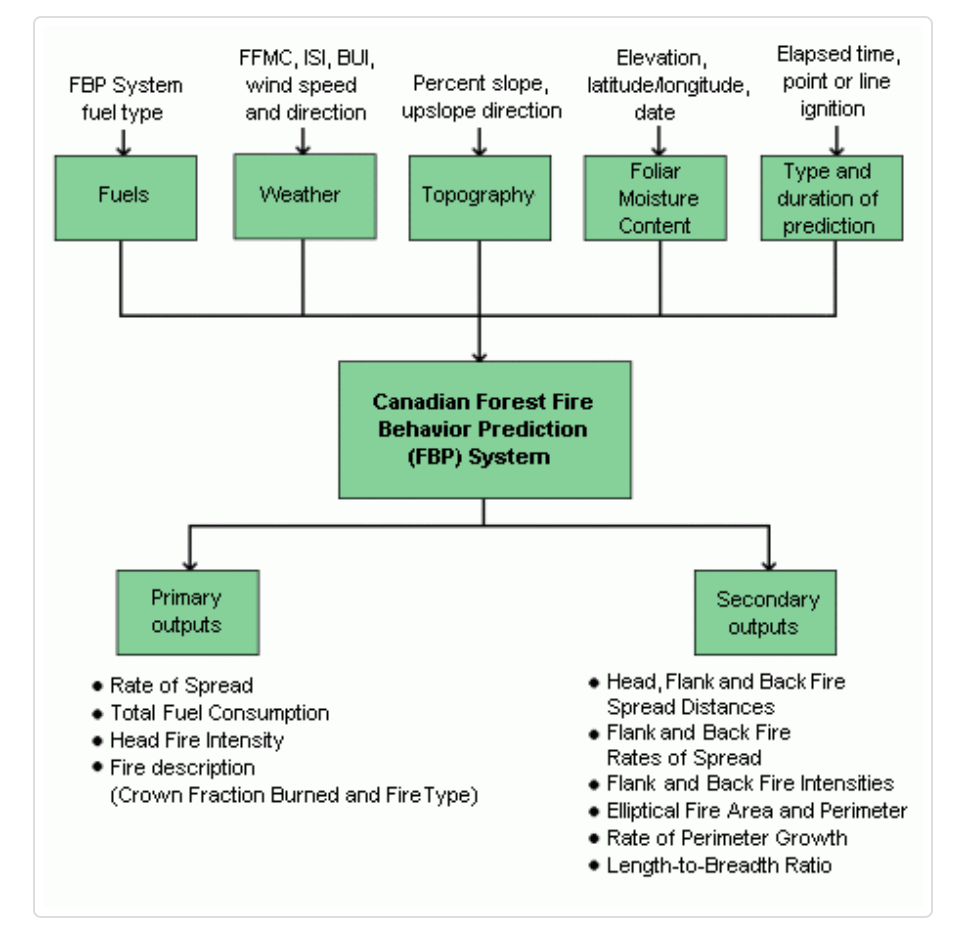 FBP System
fuel type
FFMC, ISI, BUI,
wind speed
and direction
Percent slope,
upslope direction
Elevation,
latitude/longitude,
date
Elapsed time,
point or line
ignition
Fuels
Weather
Topography
Foliar
Moisture
Content
Type and
duration of
prediction
Canadian Forest Fire
Behavior Prediction
(FBP) System
Primary
outputs
● Rate of Spread
● Total Fuel Consumption
● Head Fire Intensity
● Fire description
(Crown Fraction Burned and Fire Type)
Secondary
outputs
● Head, Flank and Back Fire
Spread Distances
● Flank and Back Fire
Rates of Spread
● Flank and Back Fire Intensities
● Elliptical Fire Area and Perimeter
● Rate of Perimeter Growth
● Length-to-Breadth Ratio